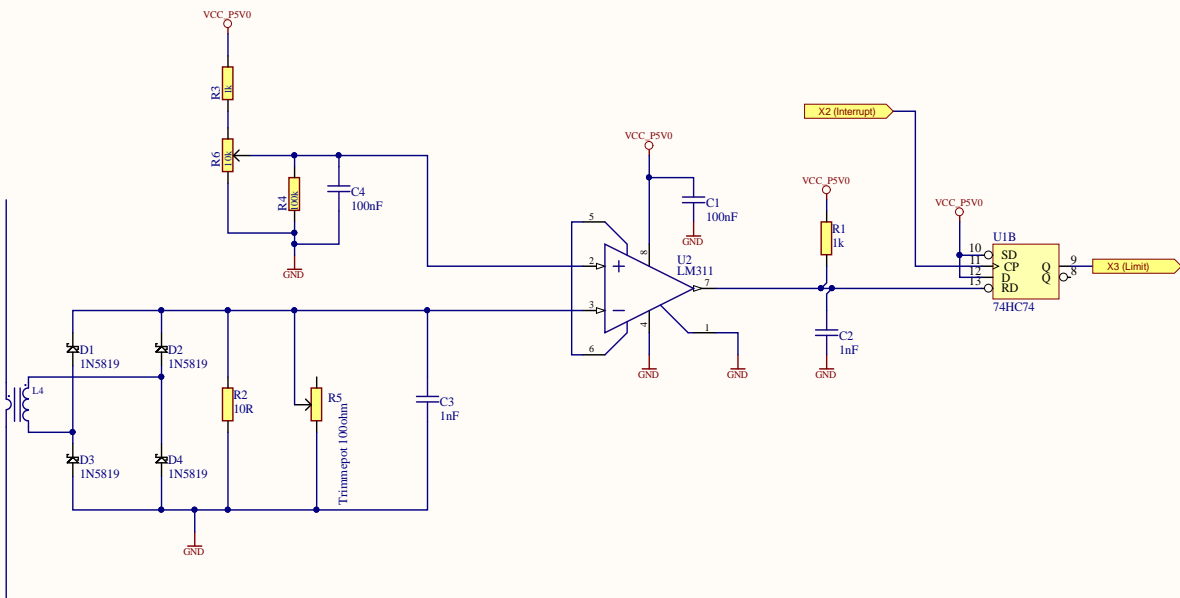 VCC_P5V0
R3
1k
R6
10k
R4
100k
C4
100nF
GND
X2 (Interrupt)
VCC_P5V0
C1
100nF
GND
5
8
2
3
6
4
7
1
U2
LM311
GND
GND
VCC_P5V0
R1
1k
C2
1nF
GND
VCC_P5V0
U1B
10
11
12
13
SD
CP
D
RD
Q
Q
9
8
74HC74
X3 (Limit)
D1
1N5819
D2
1N5819
L4
R2
10R
R5
Trimmepot 100ohm
C3
1nF
D3
1N5819
D4
1N5819
GND